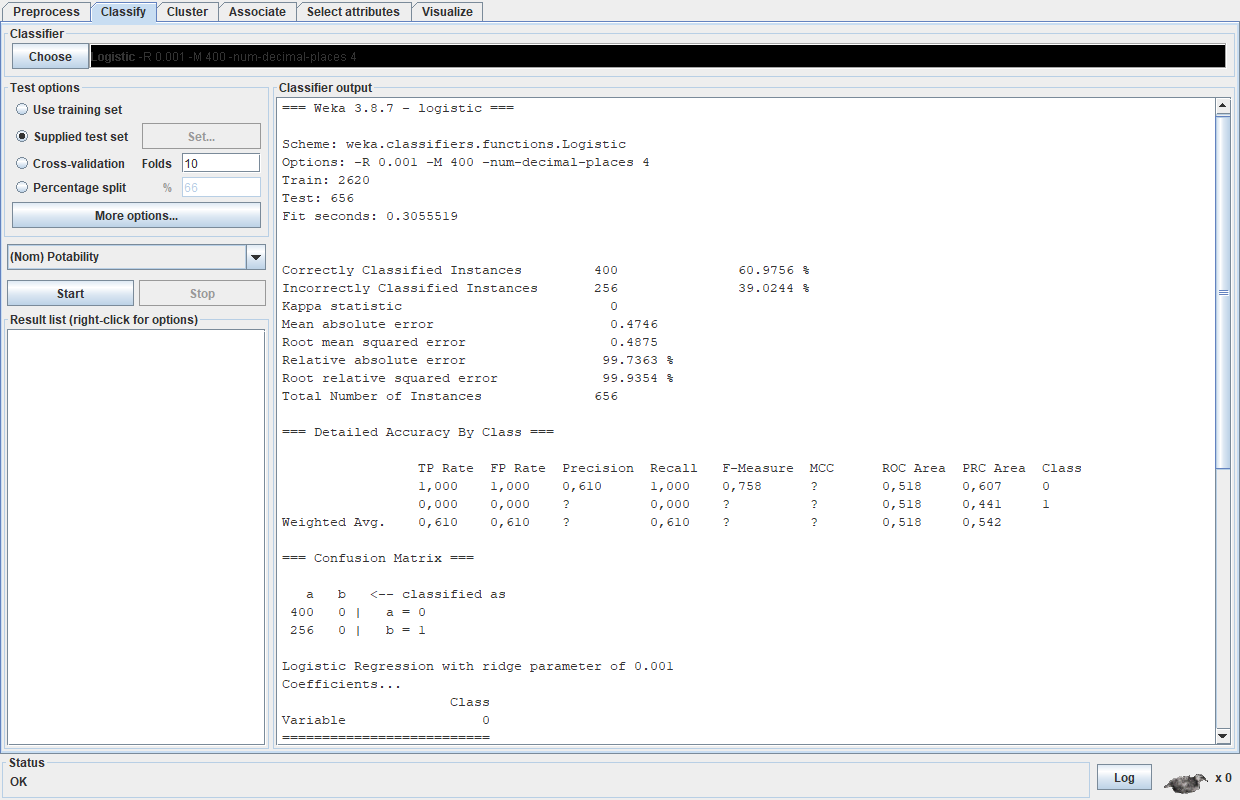 Preprocess Classify Cluster Associate Select attributes Visualize
Classifier
Choose Logistic -R 0.001 -M 400 -num-decimal-places 4
Test options
Use training set
Supplied test set Set...
Cross-validation Folds 10
Percentage split % 66
More options...
(Nom) Potability
Start Stop
Result list (right-click for options)
Classifier output
=== Weka 3.8.7 - logistic ===
Scheme: weka.classifiers.functions.Logistic
Options: -R 0.001 -M 400 -num-decimal-places 4
Train: 2620
Test: 656
Fit seconds: 0.3055519
Correctly Classified Instances 400 60.9756 %
Incorrectly Classified Instances 256 39.0244 %
Kappa statistic 0
Mean absolute error 0.4746
Root mean squared error 0.4875
Relative absolute error 99.7363 %
Root relative squared error 99.9354 %
Total Number of Instances 656
=== Detailed Accuracy By Class ===
TP Rate FP Rate Precision Recall F-Measure MCC ROC Area PRC Area Class
1,000 1,000 0,610 1,000 0,758 ? 0,518 0,607 0
0,000 0,000 ? 0,000 ? ? 0,518 0,441 1
Weighted Avg. 0,610 0,610 ? 0,610 ? ? 0,518 0,542
=== Confusion Matrix ===
a b <-- classified as
400 0 | a = 0
256 0 | b = 1
Logistic Regression with ridge parameter of 0.001
Coefficients...
Class
Variable 0
==========================
Status
OK
Log x 0